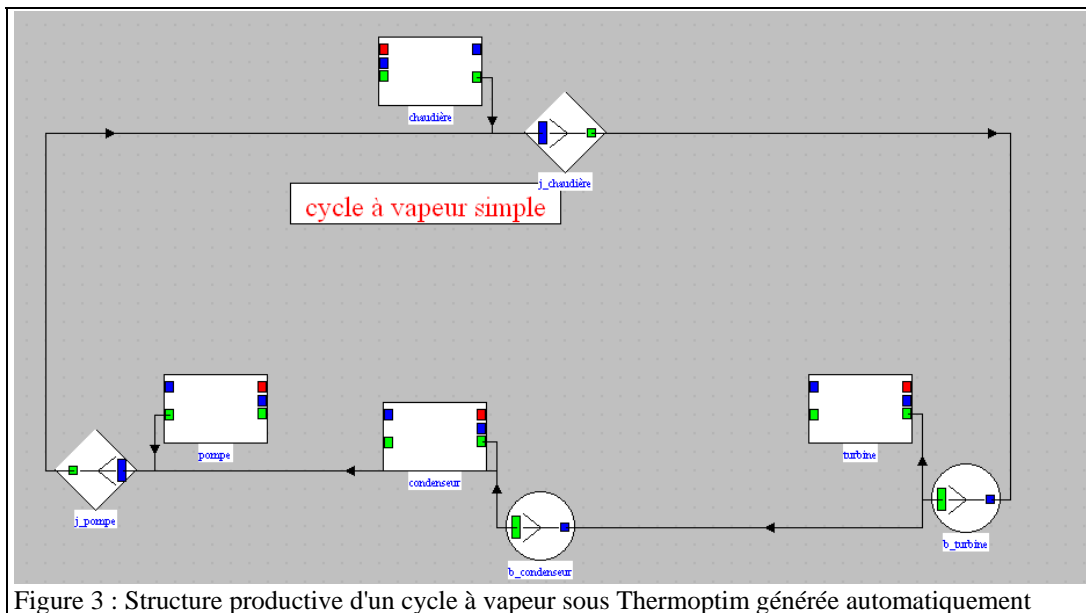 chaudière
j_chaudière
cycle à vapeur simple
pompe
condenseur
turbine
j_pompe
b_condenseur
b_turbine
Figure 3 : Structure productive d'un cycle à vapeur sous Thermoptim générée automatiquement